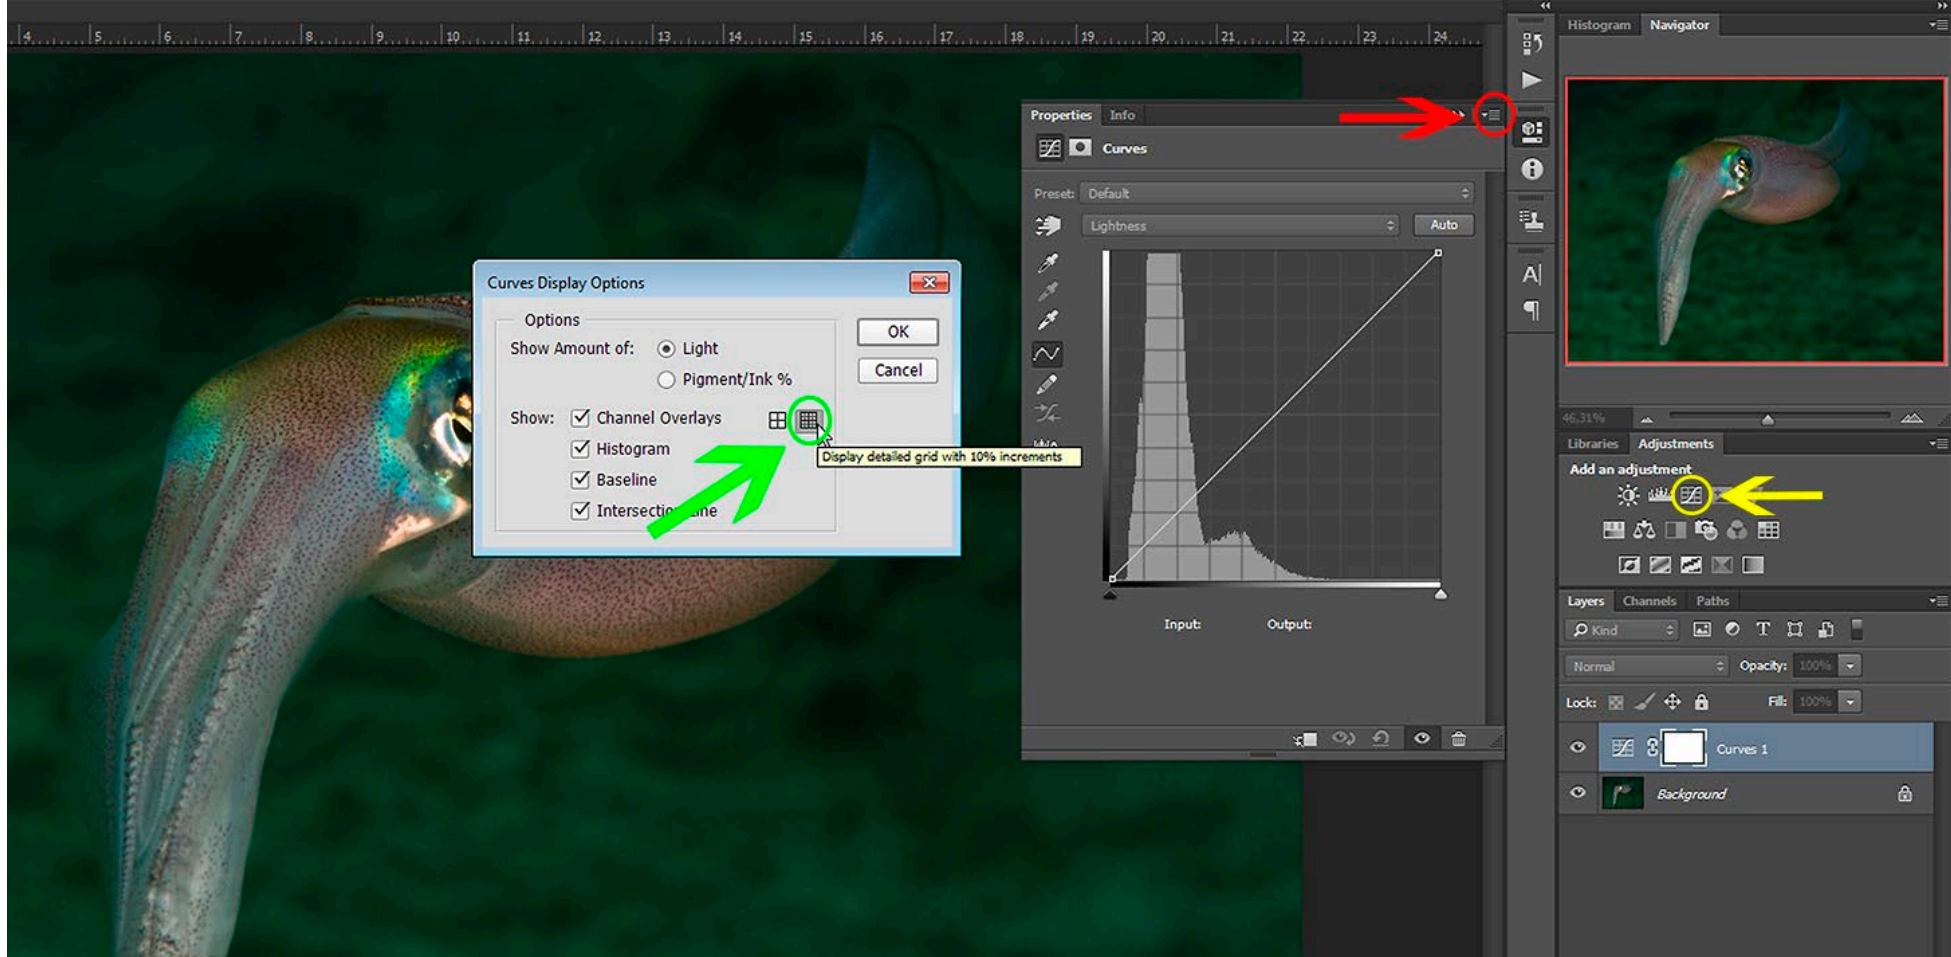 4 5 6 7 8 9 10 11 12 13 14 15 16 17 18 19 20 21 22 23 24
Histogram Navigator
Properties Info
Curves
Preset: Default
Lightness Auto
Curves Display Options
Options
Show Amount of: Light
Pigment/Ink %
OK
Cancel
Show: Channel Overlays
Histogram
Baseline
Display detailed grid with 10% increments
Input: Output:
46,31%
Libraries Adjustments
Add an adjustment
Layers Channels Paths
Kind T
Normal Opacity: 100%
Lock: Fill: 100%
Curves 1
Background
A|
¶